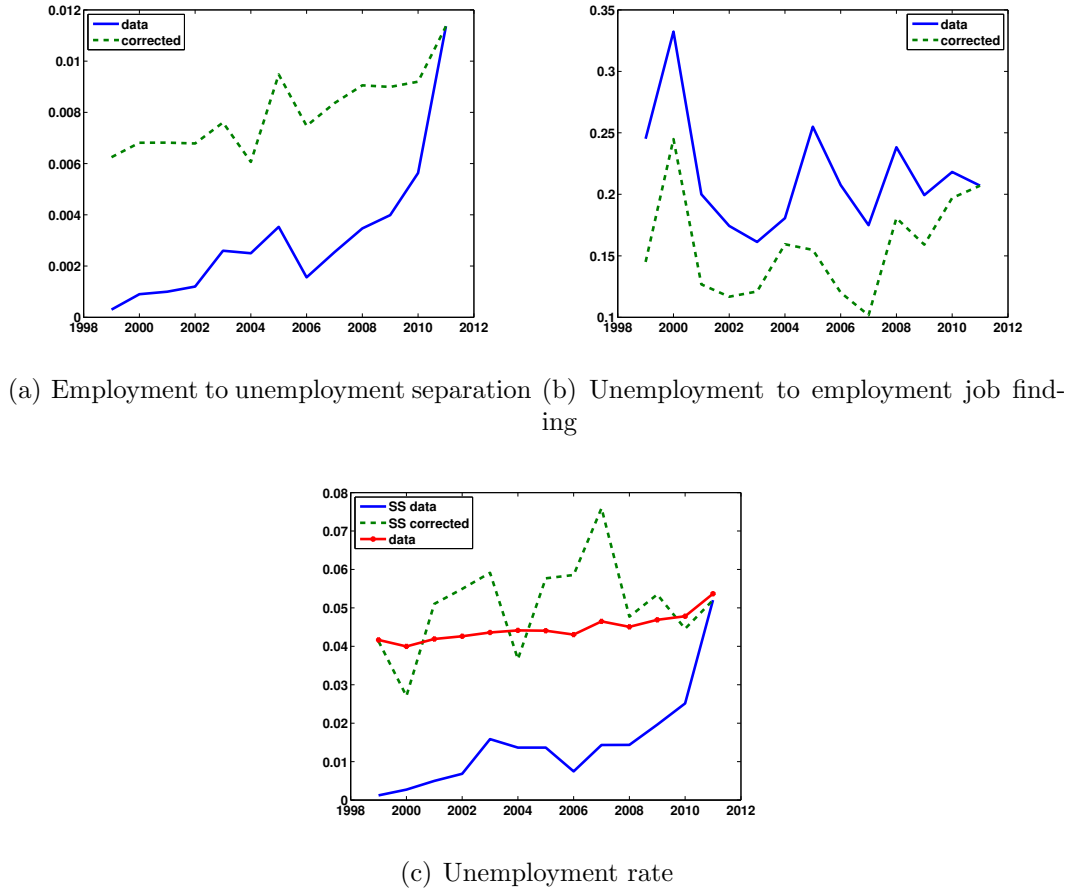 0.012
data
corrected
0.01
0.008
0.006
0.004
0.002
0
1998 2000 2002 2004 2006 2008 2010 2012
0.35
data
corrected
0.3
0.25
0.2
0.15
0.1
1998 2000 2002 2004 2006 2008 2010 2012
(a) Employment to unemployment separation
(b) Unemployment to employment job find-
ing
0.08
SS data
SS corrected
data
0.07
0.06
0.05
0.04
0.03
0.02
0.01
0
1998 2000 2002 2004 2006 2008 2010 2012
(c) Unemployment rate